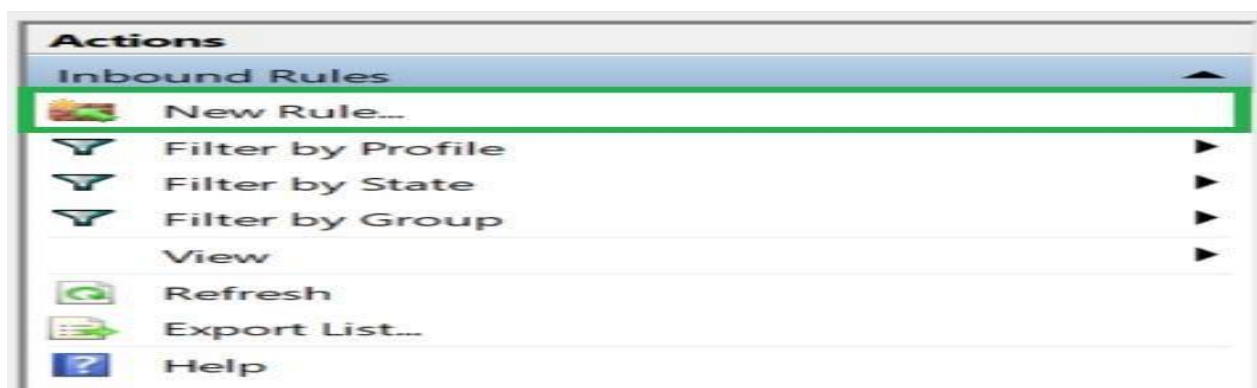 Actions
Inbound Rules
New Rule...
Filter by Profile
Filter by State
Filter by Group
View
Refresh
Export List...
Help